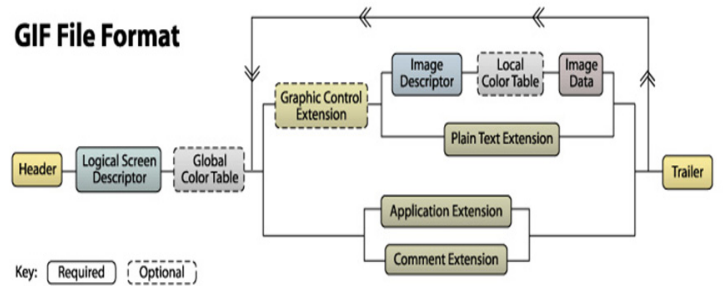 GIF File Format
Image
Descriptor
Local
Color Table
Image
Data
Graphic Control
Extension
Plain Text Extension
Header
Logical Screen
Descriptor
Global
Color Table
Trailer
Application Extension
Comment Extension
Key: Required Optional